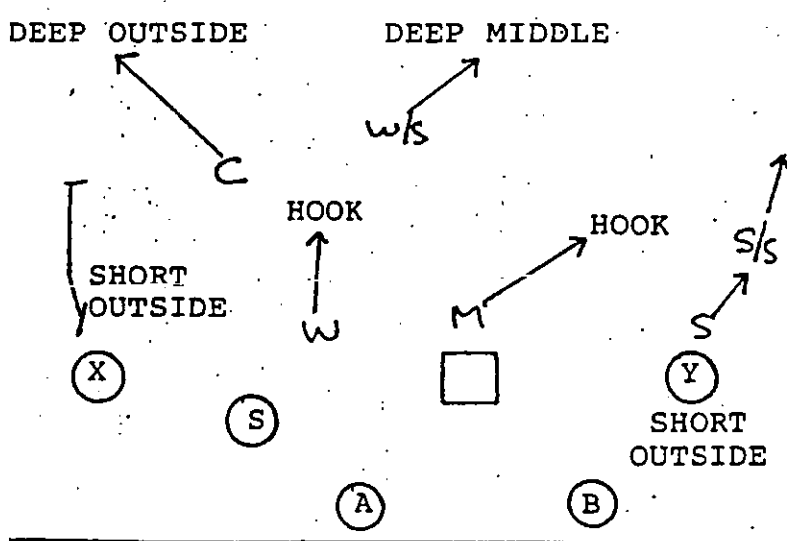 DEEP OUTSIDE
DEEP MIDDLE
W/S
C
HOOK
HOOK
S/S
SHORT
OUTSIDE
W
M
S
X
Y
S
SHORT
OUTSIDE
A
B